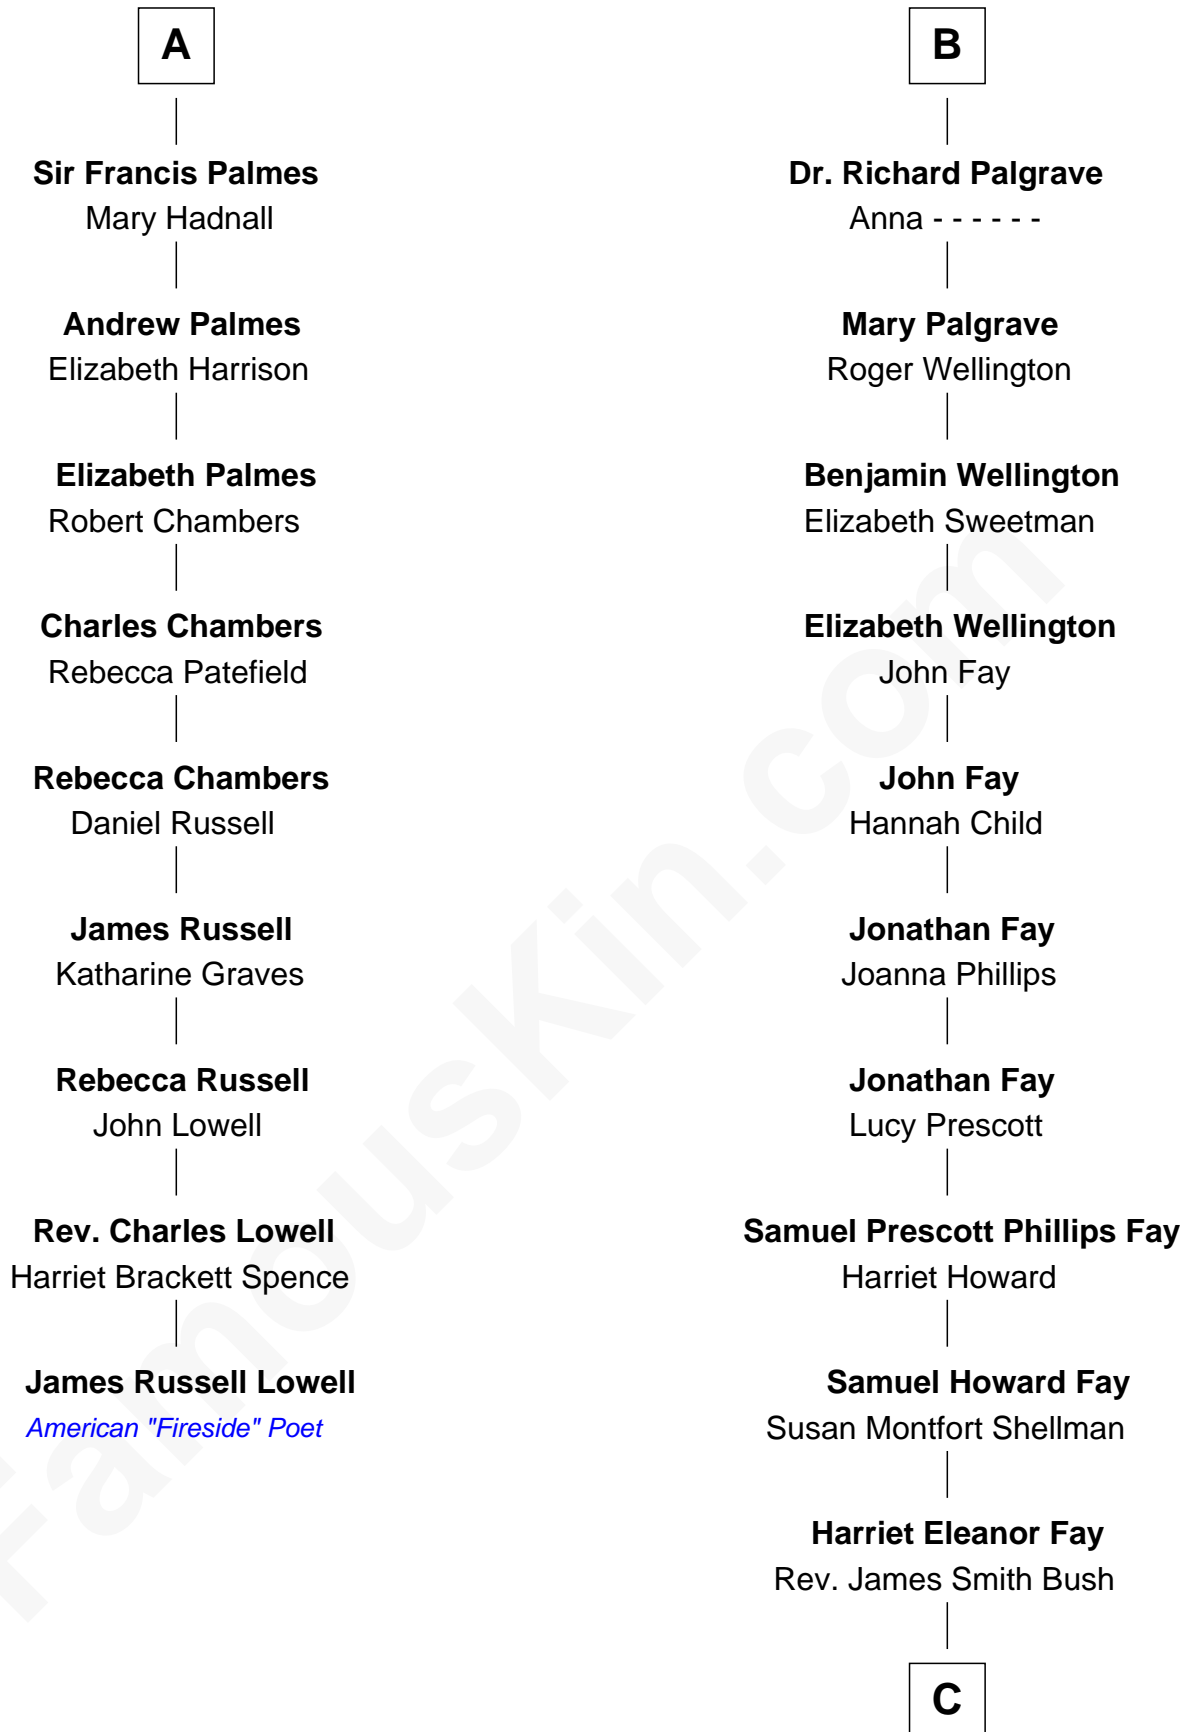 A
Sir Francis Palmes
Mary Hadnall
Andrew Palmes
Elizabeth Harrison
Elizabeth Palmes
Robert Chambers
Charles Chambers
Rebecca Patefield
Rebecca Chambers
Daniel Russell
James Russell
Katharine Graves
Rebecca Russell
John Lowell
Rev. Charles Lowell
Harriet Brackett Spence
James Russell Lowell
American "Fireside" Poet
B
Dr. Richard Palgrave
Anna - - - - - -
Mary Palgrave
Roger Wellington
Benjamin Wellington
Elizabeth Sweetman
Elizabeth Wellington
John Fay
John Fay
Hannah Child
Jonathan Fay
Joanna Phillips
Jonathan Fay
Lucy Prescott
Samuel Prescott Phillips Fay
Harriet Howard
Samuel Howard Fay
Susan Montfort Shellman
Harriet Eleanor Fay
Rev. James Smith Bush
C
FamousKin.com